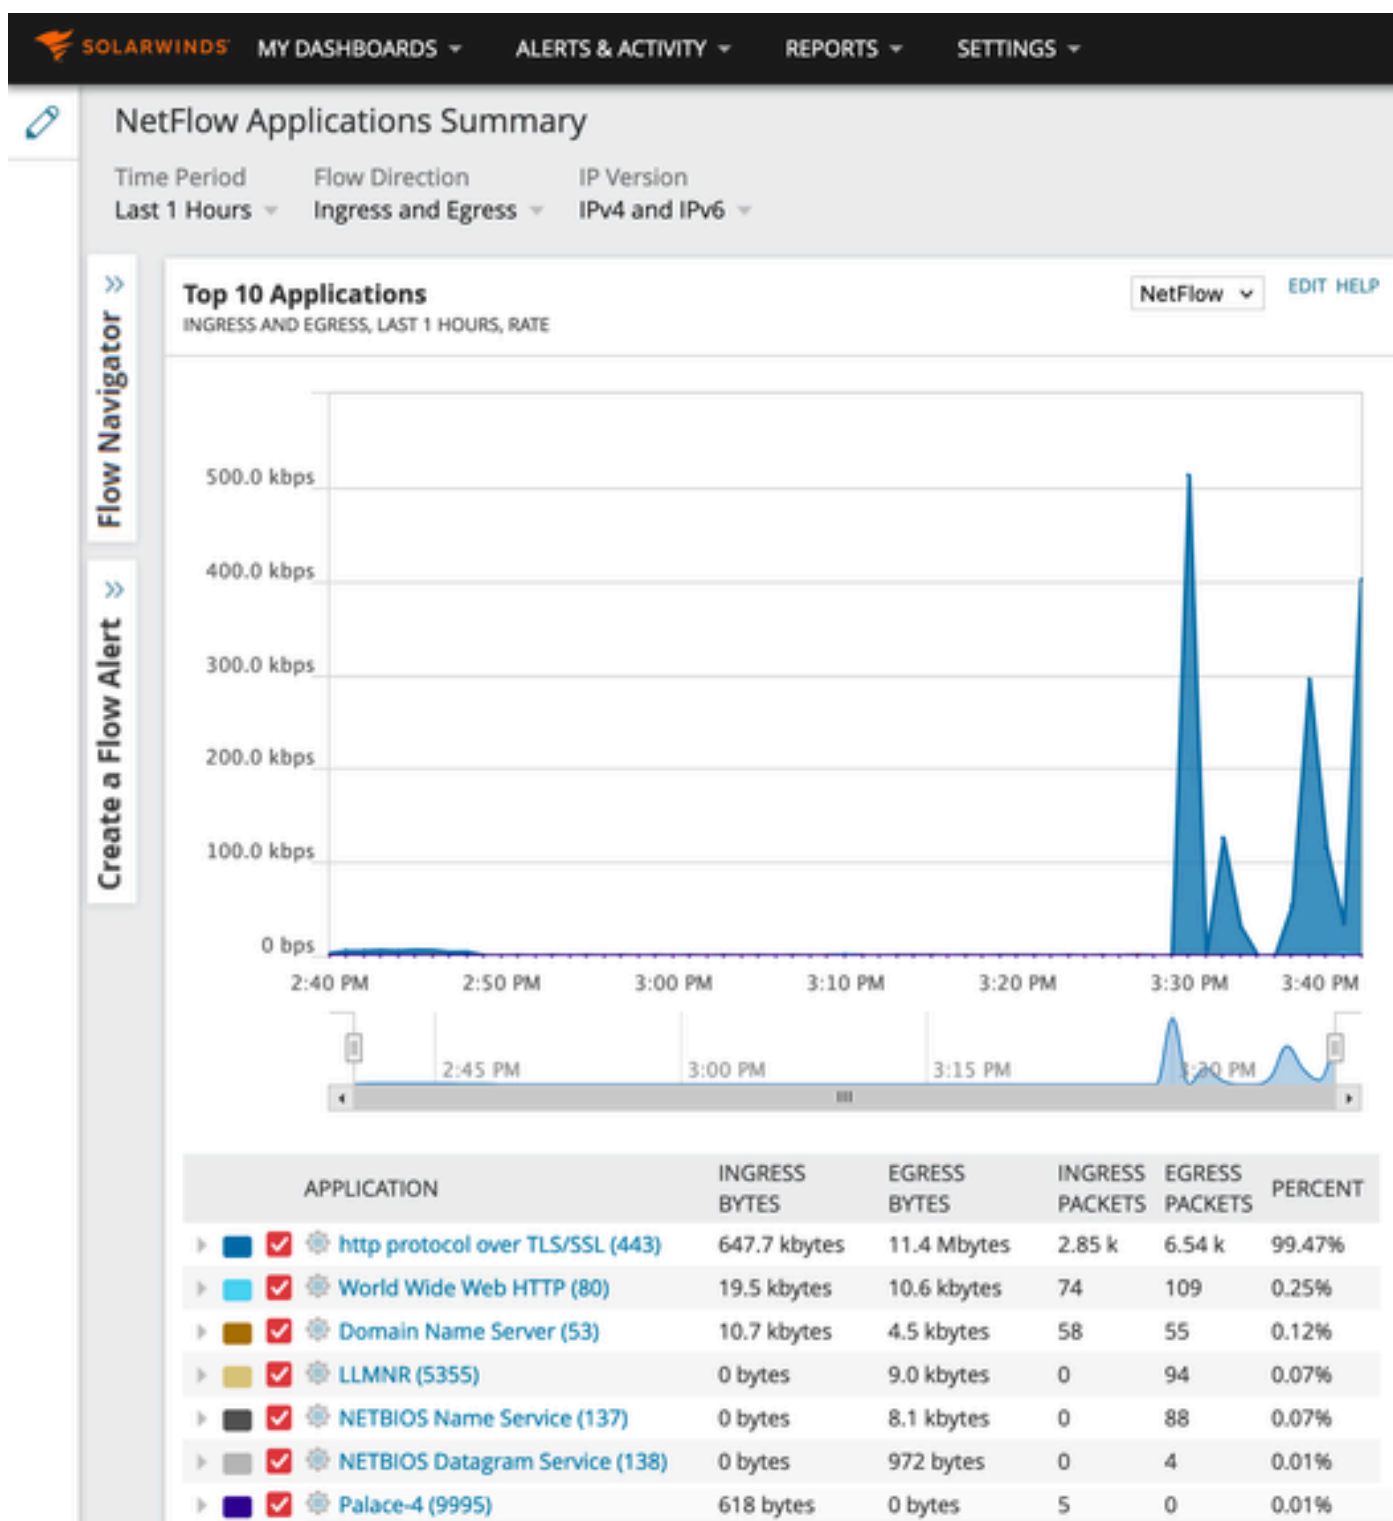 SOLARWINDS MY DASHBOARDS ALERTS & ACTIVITY REPORTS SETTINGS
NetFlow Applications Summary
Time Period Flow Direction IP Version
Last 1 Hours Ingress and Egress IPv4 and IPv6
Flow Navigator
Create a Flow Alert
Top 10 Applications NetFlow EDIT HELP
INGRESS AND EGRESS, LAST 1 HOURS, RATE
500.0 kbps
400.0 kbps
300.0 kbps
200.0 kbps
100.0 kbps
0 bps
2:40 PM 2:50 PM 3:00 PM 3:10 PM 3:20 PM 3:30 PM 3:40 PM
2:45 PM 3:00 PM 3:15 PM 3:30 PM
APPLICATION INGRESS BYTES EGRESS BYTES INGRESS PACKETS EGRESS PACKETS PERCENT
http protocol over TLS/SSL (443) 647.7 kbytes 11.4 Mbytes 2.85 k 6.54 k 99.47%
World Wide Web HTTP (80) 19.5 kbytes 10.6 kbytes 74 109 0.25%
Domain Name Server (53) 10.7 kbytes 4.5 kbytes 58 55 0.12%
LLMNR (5355) 0 bytes 9.0 kbytes 0 94 0.07%
NETBIOS Name Service (137) 0 bytes 8.1 kbytes 0 88 0.07%
NETBIOS Datagram Service (138) 0 bytes 972 bytes 0 4 0.01%
Palace-4 (9995) 618 bytes 0 bytes 5 0 0.01%